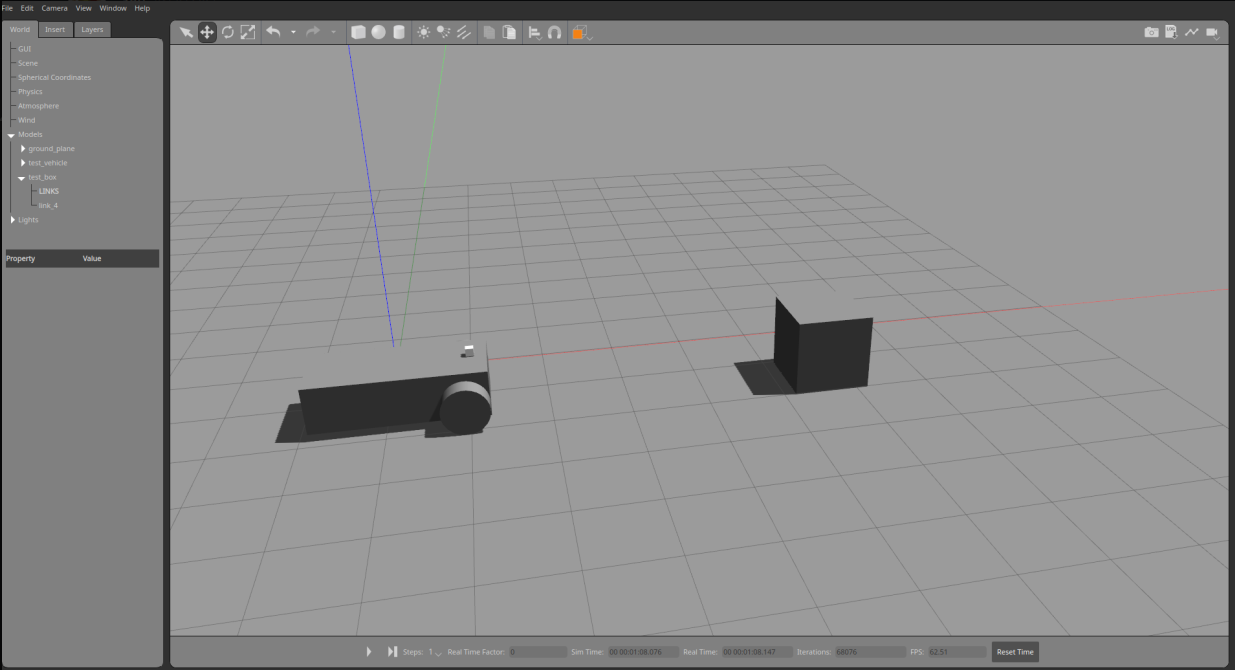 File Edit Camera View Window Help
World Insert Layers
GUI
Scene
Spherical Coordinates
Physics
Atmosphere
Wind
Models
ground_plane
test_vehicle
test_box
LINKS
link_4
Lights
Property Value
LOG
Steps: 1 Real Time Factor: 0 Sim Time: 00 00:01:08.076 Real Time: 00 00:01:08.147 Iterations: 68076 FPS: 62.51 Reset Time